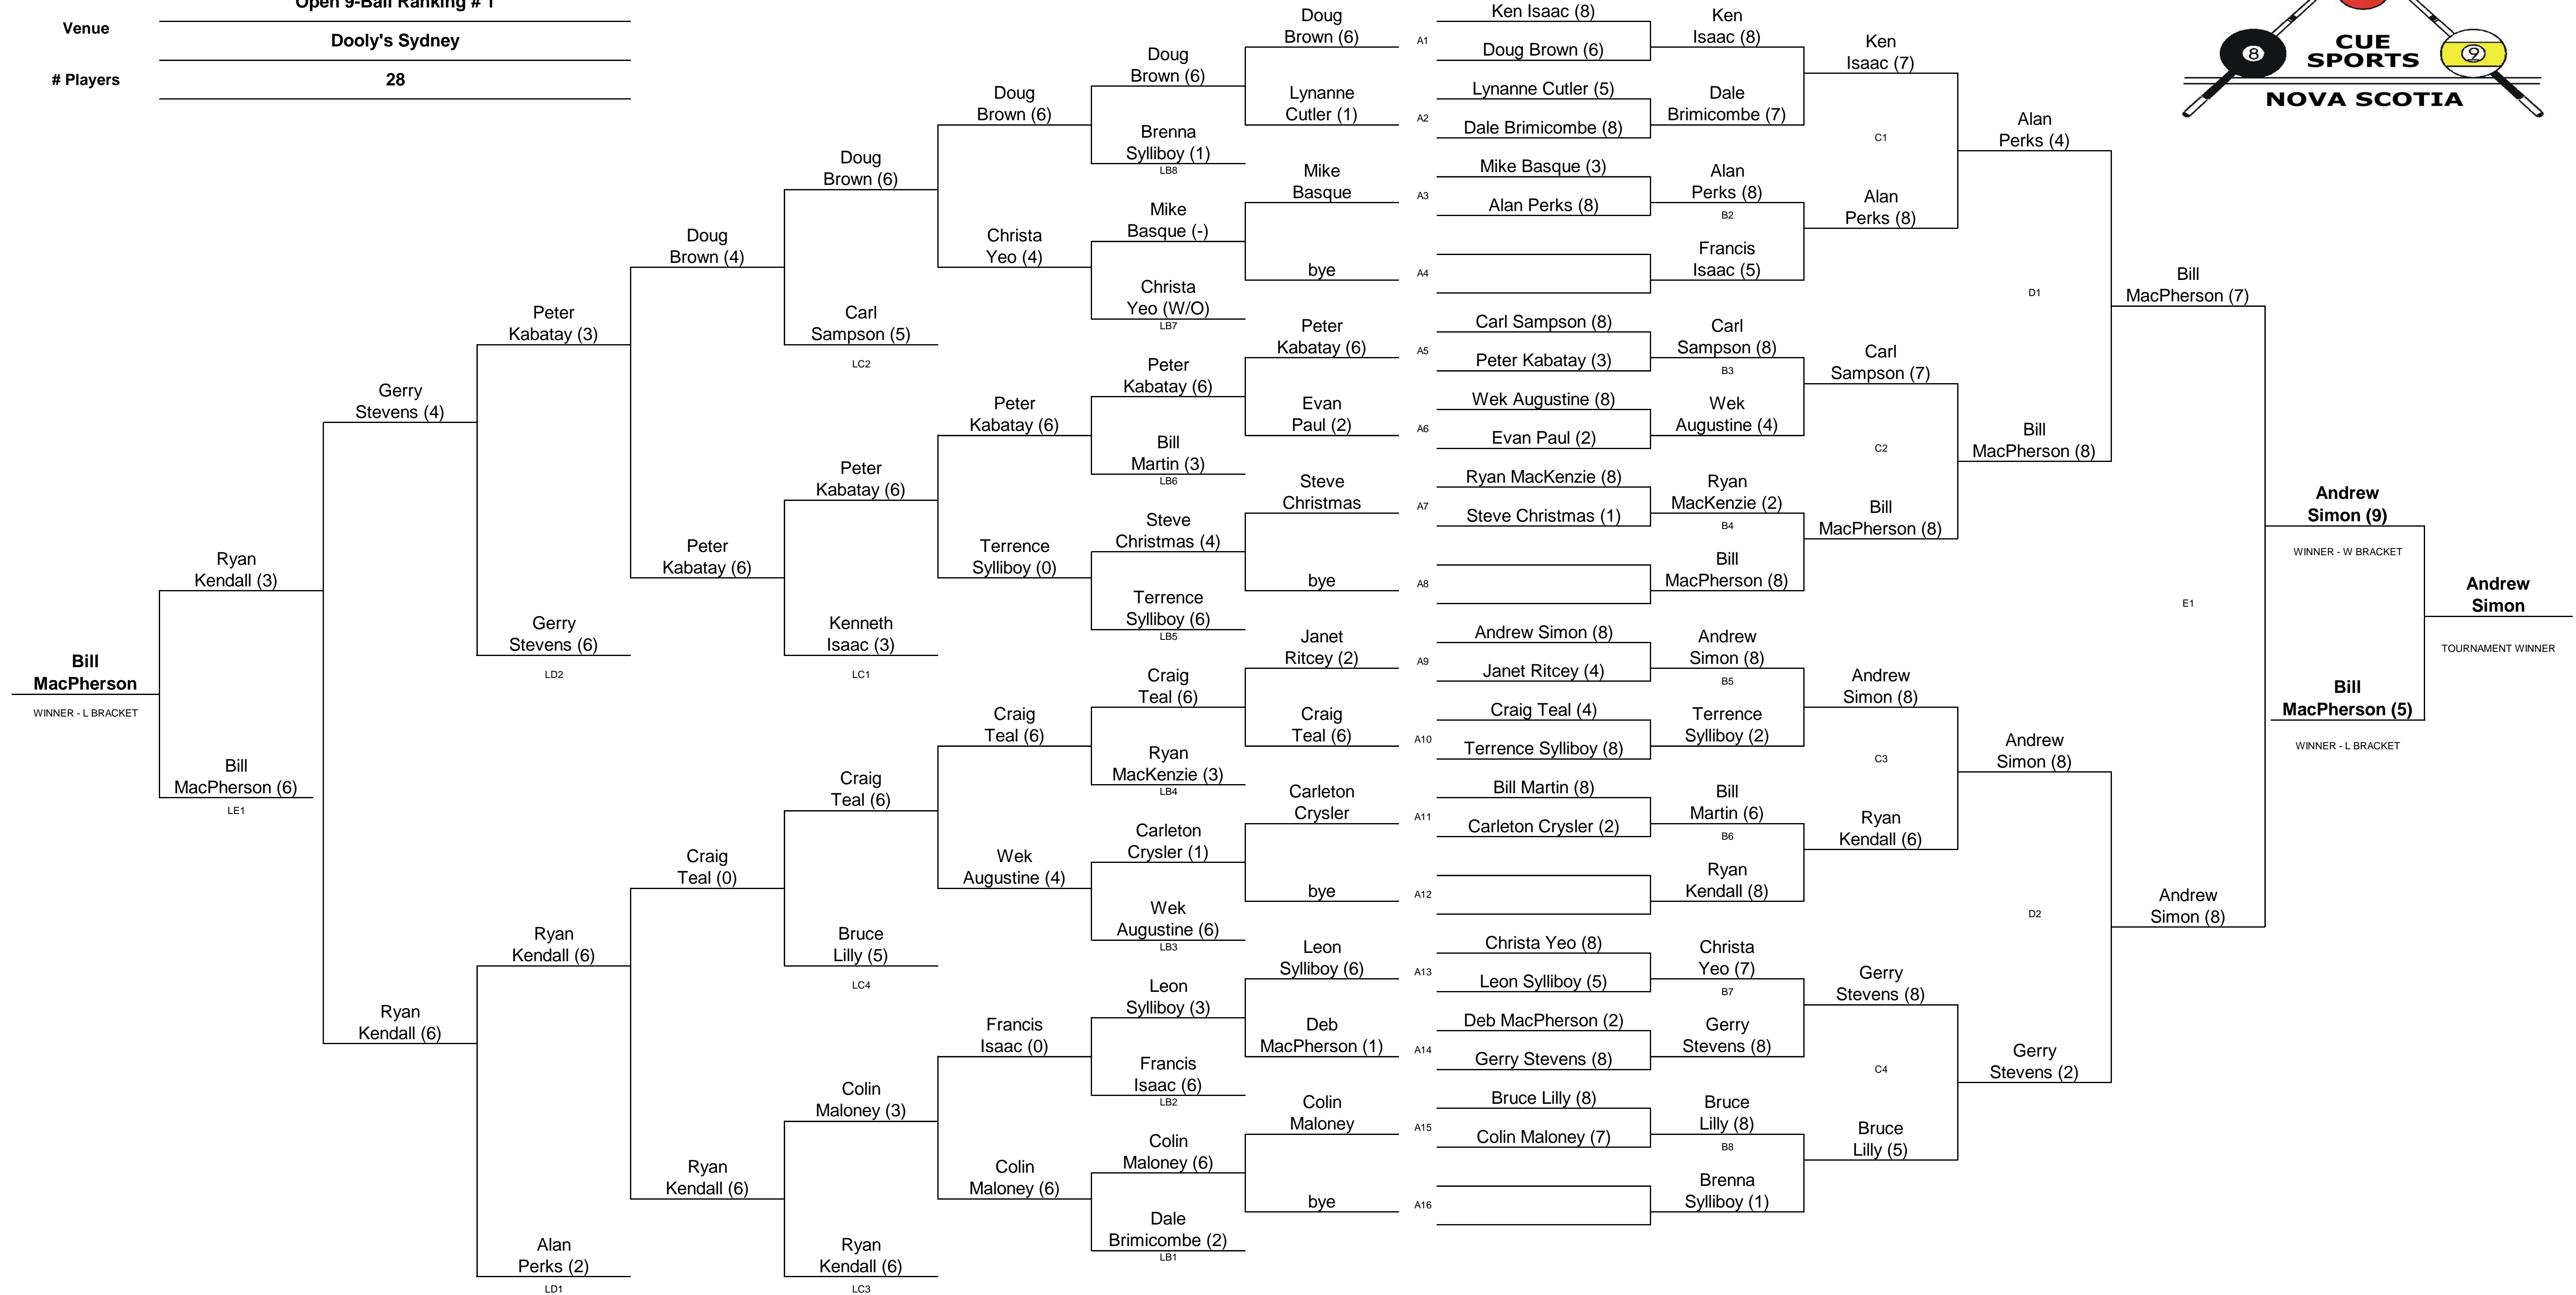 Open 9-Ball Ranking # 1
Venue
Dooly's Sydney
# Players
28
8
CUE
SPORTS
9
NOVA SCOTIA
Bill
MacPherson
WINNER - L BRACKET
Ryan
Kendall (3)
Bill
MacPherson (6)
LE1
Gerry
Stevens (4)
Ryan
Kendall (6)
Peter
Kabatay (3)
Gerry
Stevens (6)
LD2
Ryan
Kendall (6)
Alan
Perks (2)
LD1
Doug
Brown (4)
Peter
Kabatay (6)
Craig
Teal (0)
Ryan
Kendall (6)
Doug
Brown (6)
Carl
Sampson (5)
LC2
Peter
Kabatay (6)
Kenneth
Isaac (3)
LC1
Craig
Teal (6)
Bruce
Lilly (5)
LC4
Colin
Maloney (3)
Ryan
Kendall (6)
LC3
Doug
Brown (6)
Christa
Yeo (4)
Peter
Kabatay (6)
Terrence
Sylliboy (0)
Craig
Teal (6)
Wek
Augustine (4)
Francis
Isaac (0)
Colin
Maloney (6)
Doug
Brown (6)
Brenna
Sylliboy (1)
LB8
Mike
Basque (-)
Christa
Yeo (W/O)
LB7
Peter
Kabatay (6)
Bill
Martin (3)
LB6
Steve
Christmas (4)
Terrence
Sylliboy (6)
LB5
Craig
Teal (6)
Ryan
MacKenzie (3)
LB4
Carleton
Crysler (1)
Wek
Augustine (6)
LB3
Leon
Sylliboy (3)
Francis
Isaac (6)
LB2
Colin
Maloney (6)
Dale
Brimicombe (2)
LB1
Doug
Brown (6)
Lynanne
Cutler (1)
Mike
Basque
bye
Peter
Kabatay (6)
Evan
Paul (2)
Steve
Christmas
bye
Janet
Ritcey (2)
Craig
Teal (6)
Carleton
Crysler
bye
Leon
Sylliboy (6)
Deb
MacPherson (1)
Colin
Maloney
bye
A1
A2
A3
A4
A5
A6
A7
A8
A9
A10
A11
A12
A13
A14
A15
A16
Ken Isaac (8)
Doug Brown (6)
Lynanne Cutler (5)
Dale Brimicombe (8)
Mike Basque (3)
Alan Perks (8)
Carl Sampson (8)
Peter Kabatay (3)
Wek Augustine (8)
Evan Paul (2)
Ryan MacKenzie (8)
Steve Christmas (1)
Andrew Simon (8)
Janet Ritcey (4)
Craig Teal (4)
Terrence Sylliboy (8)
Bill Martin (8)
Carleton Crysler (2)
Christa Yeo (8)
Leon Sylliboy (5)
Deb MacPherson (2)
Gerry Stevens (8)
Bruce Lilly (8)
Colin Maloney (7)
Ken
Isaac (8)
Dale
Brimicombe (7)
Alan
Perks (8)
B2
Francis
Isaac (5)
Carl
Sampson (8)
B3
Wek
Augustine (4)
Ryan
MacKenzie (2)
B4
Bill
MacPherson (8)
Andrew
Simon (8)
B5
Terrence
Sylliboy (2)
Bill
Martin (6)
B6
Ryan
Kendall (8)
Christa
Yeo (7)
B7
Gerry
Stevens (8)
Bruce
Lilly (8)
B8
Brenna
Sylliboy (1)
Ken
Isaac (7)
C1
Alan
Perks (8)
Carl
Sampson (7)
C2
Bill
MacPherson (8)
Andrew
Simon (8)
C3
Ryan
Kendall (6)
Gerry
Stevens (8)
C4
Bruce
Lilly (5)
Alan
Perks (4)
D1
Bill
MacPherson (8)
Andrew
Simon (8)
D2
Gerry
Stevens (2)
Bill
MacPherson (7)
E1
Andrew
Simon (8)
Andrew
Simon (9)
WINNER - W BRACKET
Bill
MacPherson (5)
WINNER - L BRACKET
Andrew
Simon
TOURNAMENT WINNER